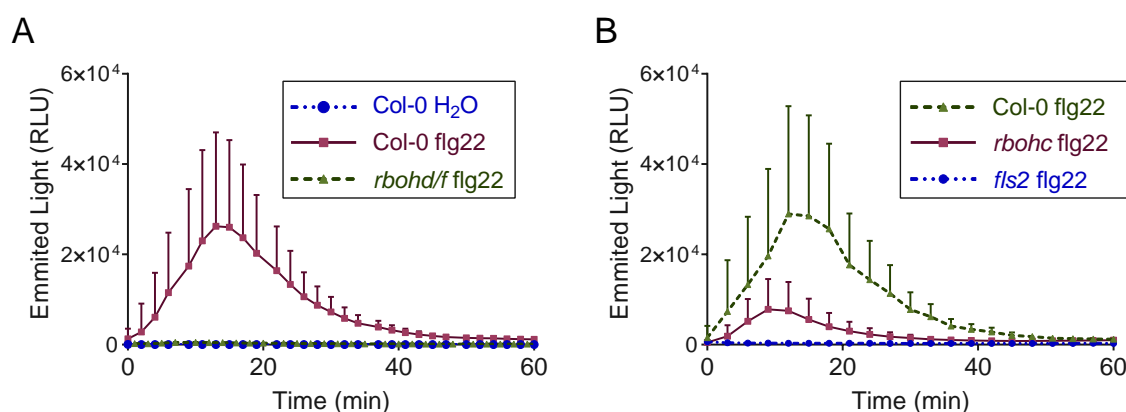 A
Emmited Light (RLU)
6×10⁴
4×10⁴
2×10⁴
0
0 20 40 60
Time (min)
Col-0 H₂O
Col-0 flg22
rbohd/f flg22
B
Emmited Light (RLU)
6×10⁴
4×10⁴
2×10⁴
0
0 20 40 60
Time (min)
Col-0 flg22
rbohc flg22
fls2 flg22